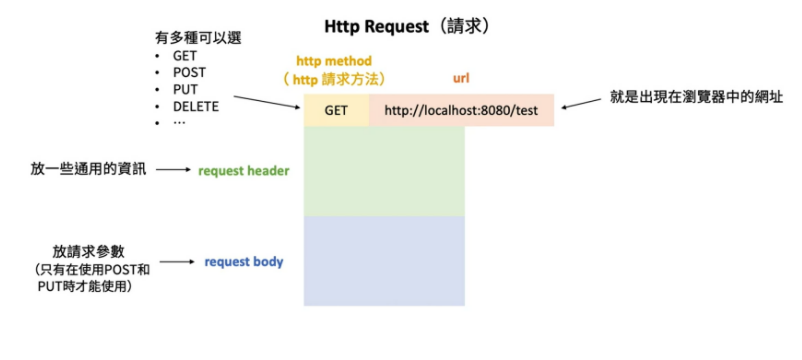 Http Request（請求）
有多種可以選
• GET
• POST
• PUT
• DELETE
• …
http method
（ http 請求方法）
url
GET
http://localhost:8080/test
就是出現在瀏覽器中的網址
放一些通用的資訊
request header
放請求參數
（只有在使用POST和
PUT時才能使用）
request body